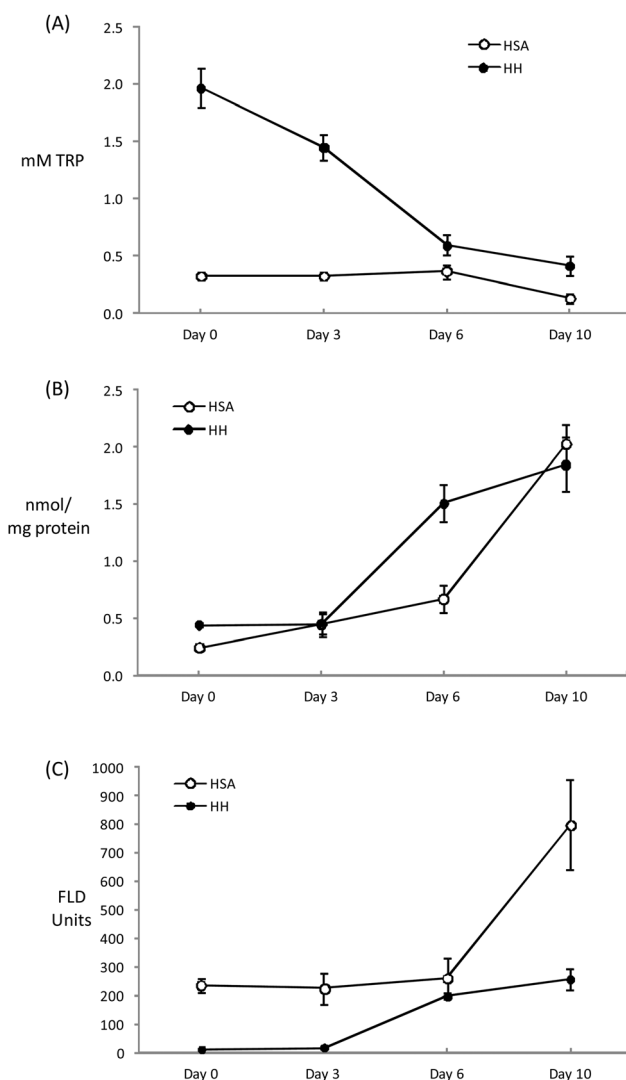 (A)
2.5
HSA
HH
2.0
1.5
mM TRP
1.0
0.5
0.0
Day 0 Day 3 Day 6 Day 10
(B)
2.5
HSA
HH
2.0
nmol/
mg protein
1.5
1.0
0.5
0.0
Day 0 Day 3 Day 6 Day 10
(C)
1000
HSA
900
HH
800
700
600
FLD
Units
500
400
300
200
100
0
Day 0 Day 3 Day 6 Day 10